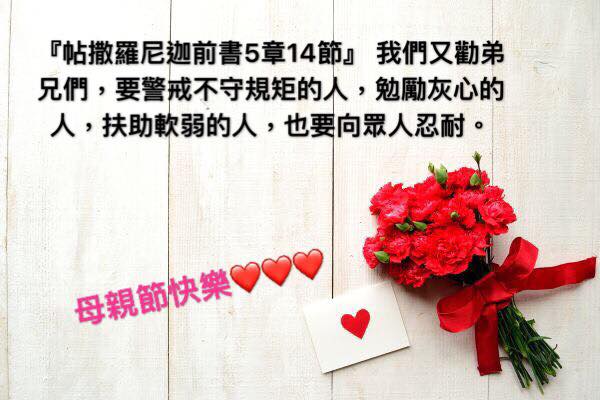 『帖撒羅尼迦前書5章14節』 我們又勸弟
兄們，要警戒不守規矩的人，勉勵灰心的
人，扶助軟弱的人，也要向眾人忍耐。
母親節快樂❤️❤️❤️